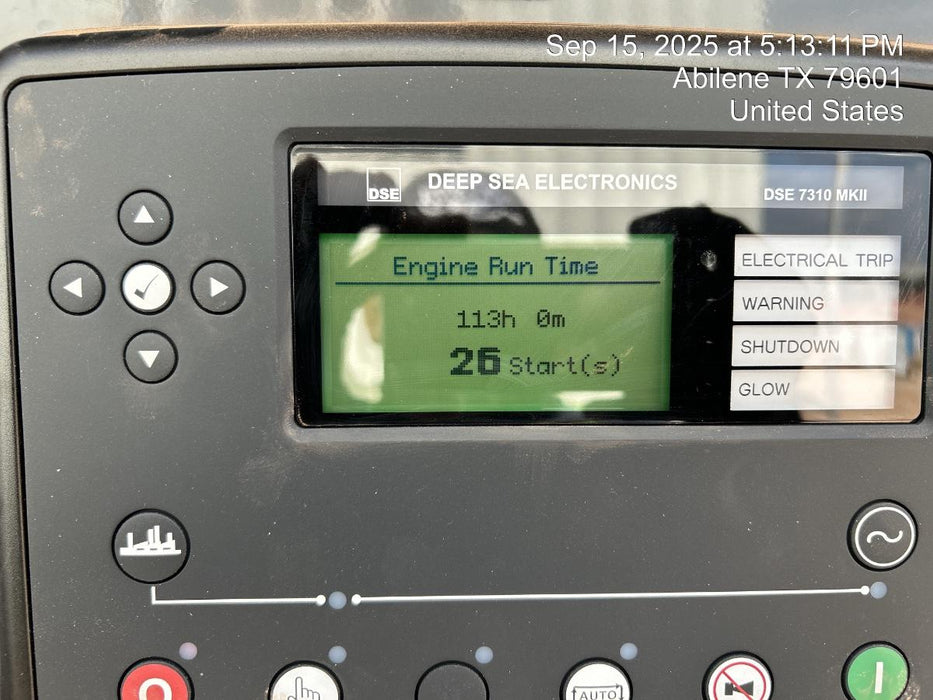 Sep 15, 2025 at 5:13:11 PM
Abilene TX 79601
United States
DSE
DEEP SEA ELECTRONICS
DSE 7310 MKII
Engine Run Time
113h 0m
26 Start(s)
ELECTRICAL TRIP
WARNING
SHUTDOWN
GLOW
AUTO